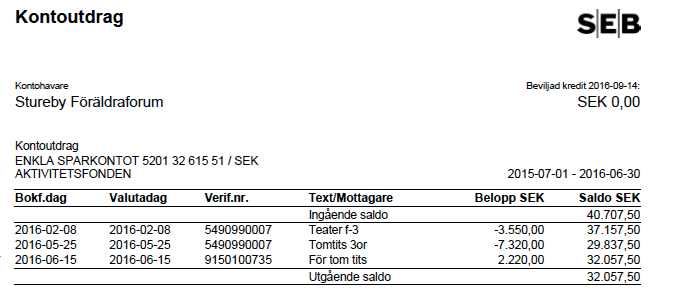 Kontoutdrag
S|E|B
Kontohavare
Beviljad kredit 2016-09-14:
Stureby Föräldraforum
SEK 0,00
Kontoutdrag
ENKLA SPARKONTOT 5201 32 615 51 / SEK
AKTIVITETSFONDEN 2015-07-01 - 2016-06-30
Bokf.dag Valutadag Verif.nr. Text/Mottagare Belopp SEK Saldo SEK
Ingående saldo 40.707,50
2016-02-08 2016-02-08 5490990007 Teater f-3 -3.550,00 37.157,50
2016-05-25 2016-05-25 5490990007 Tomtits 3or -7.320,00 29.837,50
2016-06-15 2016-06-15 9150100735 För tom tits 2.220,00 32.057,50
Utgående saldo 32.057,50